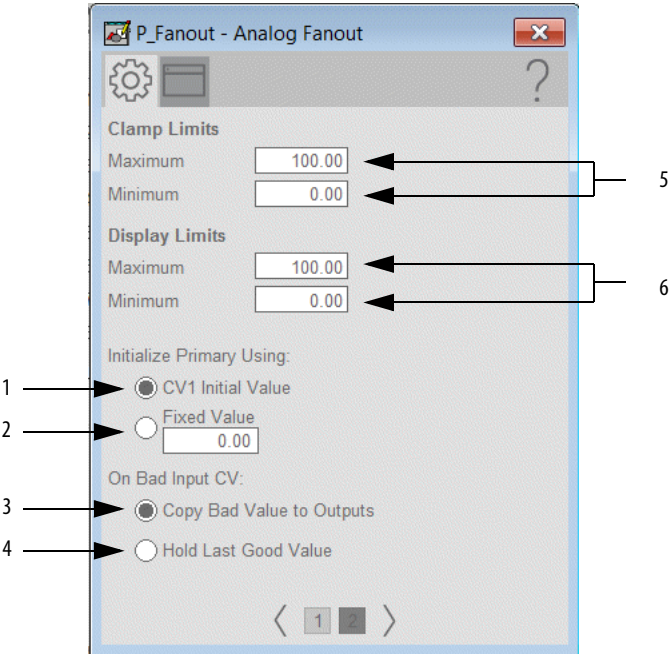 P_Fanout - Analog Fanout
?
Clamp Limits
Maximum 100.00
Minimum 0.00
5
Display Limits
Maximum 100.00
Minimum 0.00
6
Initialize Primary Using:
1 CV1 Initial Value
2 Fixed Value
0.00
On Bad Input CV:
3 Copy Bad Value to Outputs
4 Hold Last Good Value
1 2